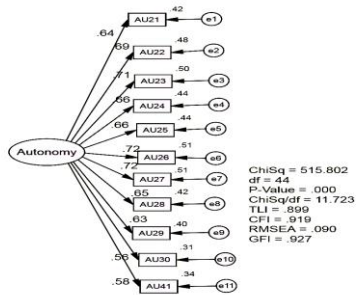 .42
.64
AU21
e1
.48
.69
AU22
e2
.50
.71
AU23
e3
.44
.66
AU24
e4
.44
.66
AU25
e5
.51
Autonomy
.72
AU26
e6
.51
.72
AU27
e7
.42
.65
AU28
e8
.40
.63
AU29
e9
.31
.56
AU30
e10
.34
.58
AU41
e11
ChiSq = 515.802
df = 44
P-Value = .000
ChiSq/df = 11.723
TLI = .899
CFI = .919
RMSEA = .090
GFI = .927